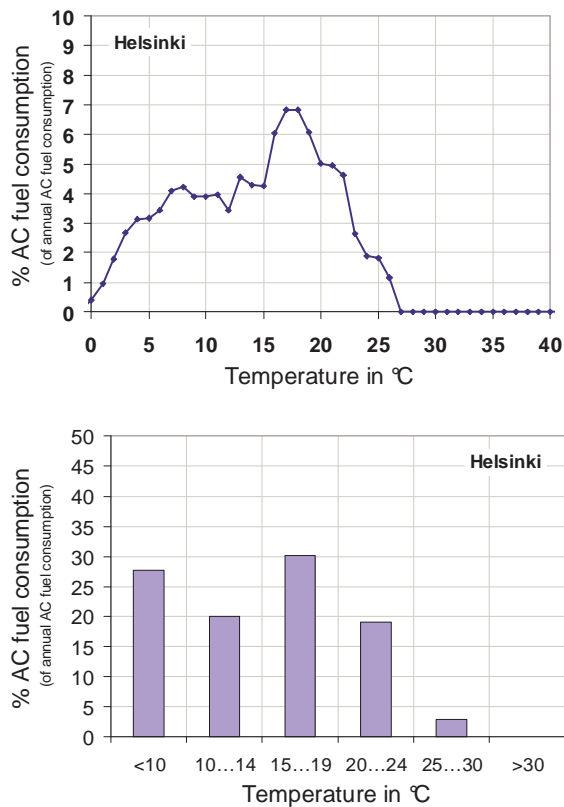 Helsinki
% AC fuel consumption
(of annual AC fuel consumption)
10
9
8
7
6
5
4
3
2
1
0
0 5 10 15 20 25 30 35 40
Temperature in °C
Helsinki
% AC fuel consumption
(of annual AC fuel consumption)
50
45
40
35
30
25
20
15
10
5
0
<10 10…14 15…19 20…24 25…30 >30
Temperature in °C